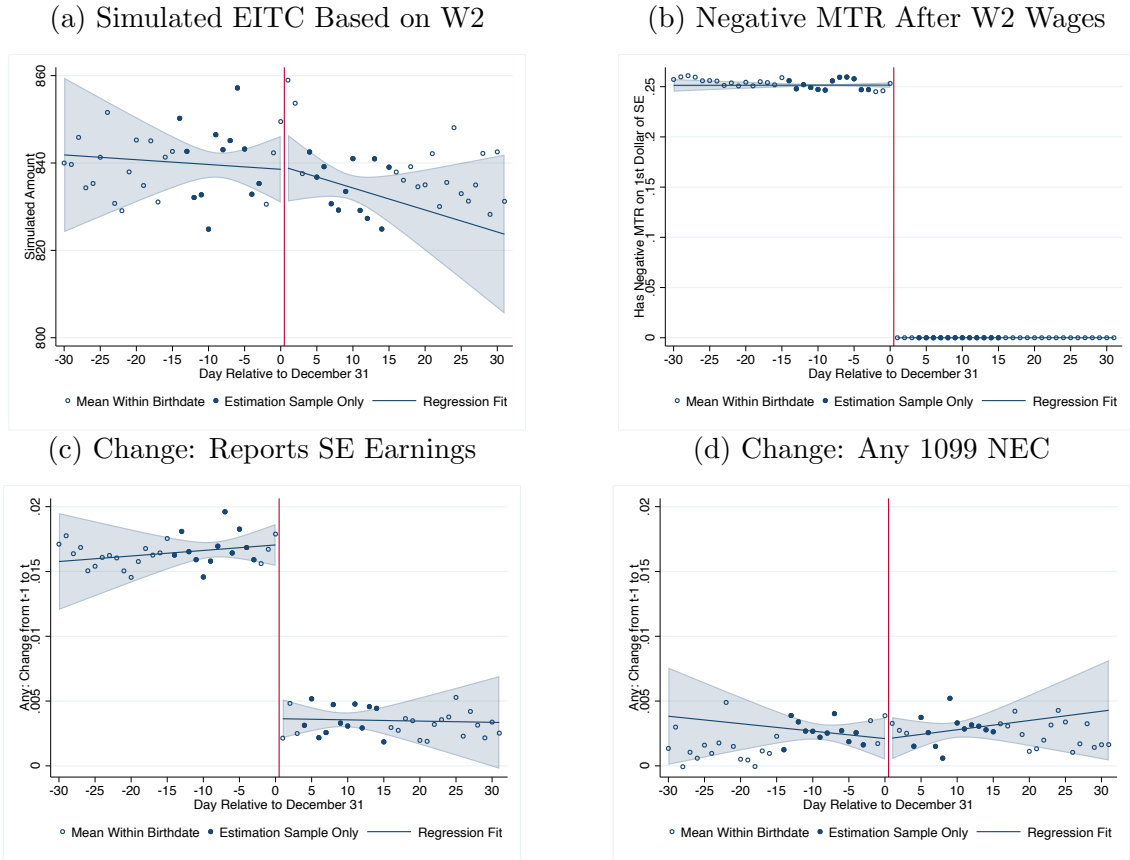 (a) Simulated EITC Based on W2
Simulated Amount
860
840
820
800
-30 -25 -20 -15 -10 -5 0 5 10 15 20 25 30
Day Relative to December 31
Mean Within Birthdate Estimation Sample Only Regression Fit
(b) Negative MTR After W2 Wages
Has Negative MTR on 1st Dollar of SE
.25
.2
.15
.1
.05
0
-30 -25 -20 -15 -10 -5 0 5 10 15 20 25 30
Day Relative to December 31
Mean Within Birthdate Estimation Sample Only Regression Fit
(c) Change: Reports SE Earnings
Any: Change from t-1 to t
.02
.015
.01
.005
0
-30 -25 -20 -15 -10 -5 0 5 10 15 20 25 30
Day Relative to December 31
Mean Within Birthdate Estimation Sample Only Regression Fit
(d) Change: Any 1099 NEC
Any: Change from t-1 to t
.02
.015
.01
.005
0
-30 -25 -20 -15 -10 -5 0 5 10 15 20 25 30
Day Relative to December 31
Mean Within Birthdate Estimation Sample Only Regression Fit